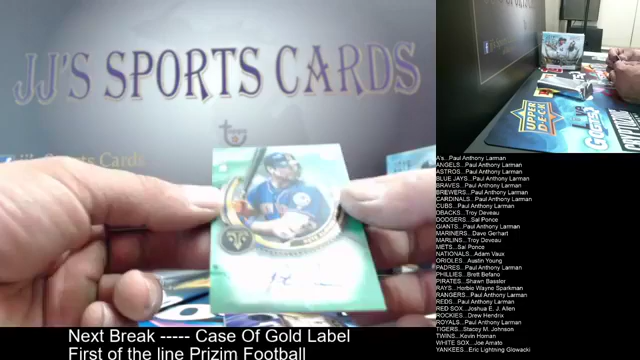 JJ'S SPORTS CARDS
jj's Sports Cards
UPPER
DECK
A's...Paul Anthony Larman
ANGELS...Paul Anthony Larman
ASTROS...Paul Anthony Larman
BLUE JAYS...Paul Anthony Larman
BRAVES...Paul Anthony Larman
BREWERS...Paul Anthony Larman
CARDINALS...Paul Anthony Larman
CUBS...Paul Anthony Larman
DBACKS...Troy Deveau
DODGERS...Sal Ponce
GIANTS...Paul Anthony Larman
MARINERS...Dave Gerhart
MARLINS...Troy Deveau
METS...Sal Ponce
NATIONALS...Adam Vaux
ORIOLES...Austin Young
PADRES...Paul Anthony Larman
PHILLIES...Brett Befano
PIRATES...Shawn Bassler
RAYS...Herbie Wayne Sparkman
RANGERS...Paul Anthony Larman
REDS...Paul Anthony Larman
RED SOX...Joshua E. J. Allen
ROCKIES...Drew Hendrix
ROYALS...Paul Anthony Larman
TIGERS...Stacey M. Johnson
TWINS...Kevin Homan
WHITE SOX...Joe Amato
YANKEES...Eric Lightning Glowacki
Next Break ----- Case Of Gold Label
First of the line Prizim Football